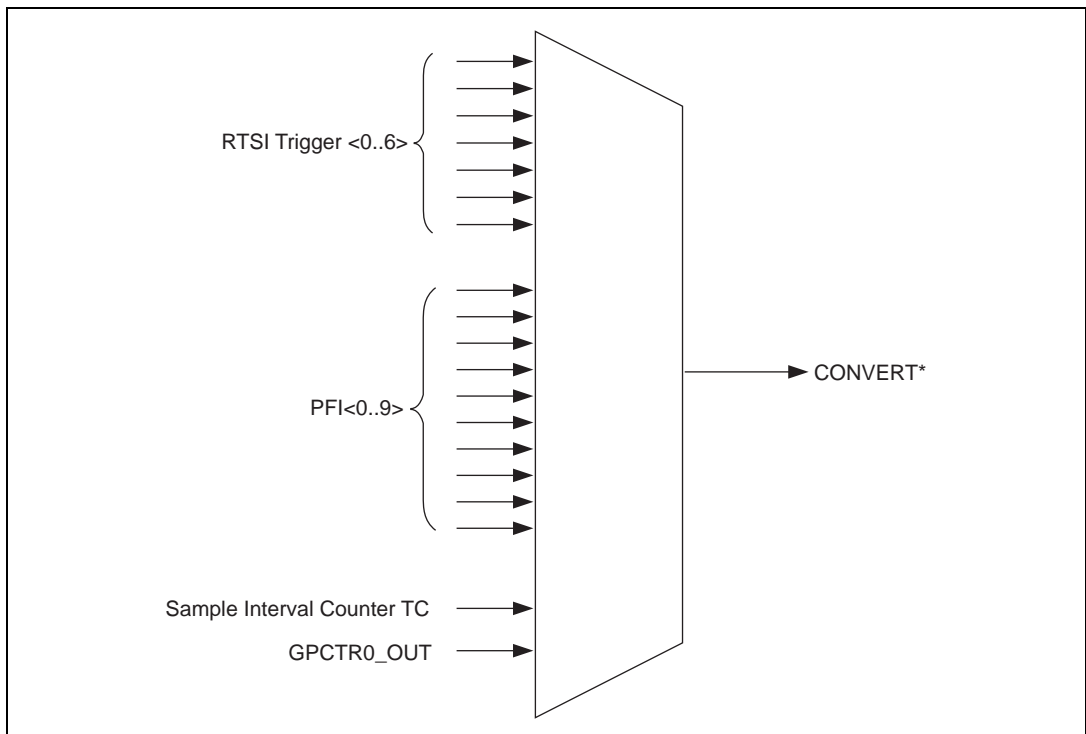 RTSI Trigger <0..6>
PFI<0..9>
CONVERT*
Sample Interval Counter TC
GPCTR0_OUT